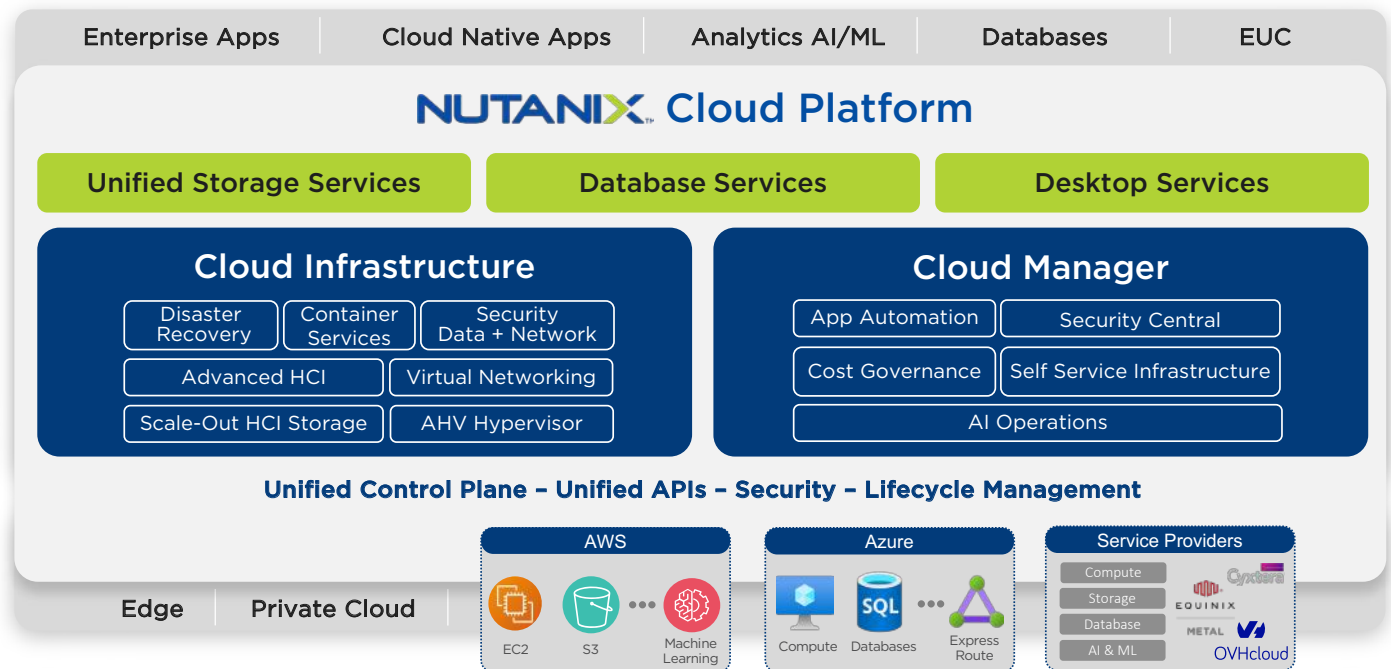 Enterprise Apps
Cloud Native Apps
Analytics AI/ML
Databases
EUC
NUTANIX™ Cloud Platform
Unified Storage Services
Database Services
Desktop Services
Cloud Infrastructure
Disaster
Recovery
Container
Services
Security
Data + Network
Advanced HCI
Virtual Networking
Scale-Out HCI Storage
AHV Hypervisor
Cloud Manager
App Automation
Security Central
Cost Governance
Self Service Infrastructure
AI Operations
Unified Control Plane – Unified APIs – Security – Lifecycle Management
Edge
Private Cloud
AWS
EC2
S3
Machine
Learning
Azure
SQL
Compute
Databases
Express
Route
Service Providers
Compute
Storage
Database
AI & ML
Cyxtera
EQUINIX
METAL
OVHcloud